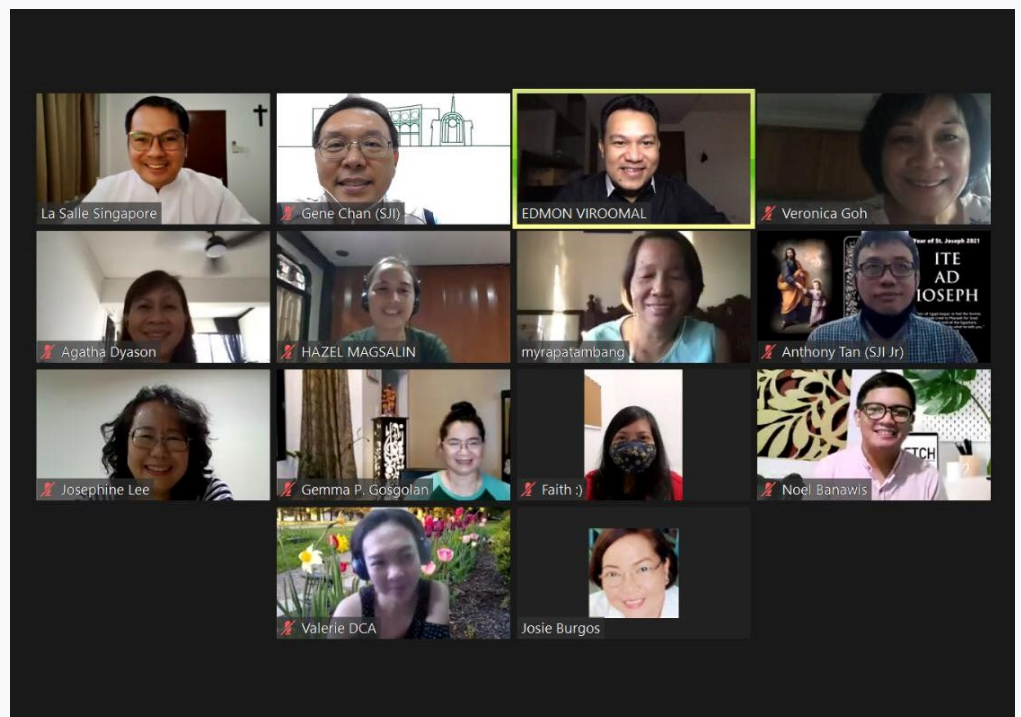 La Salle Singapore
Gene Chan (SJI)
EDMON VIROOMAL
Veronica Goh
Agatha Dyason
HAZEL MAGSALIN
myrapatambang
Year of St. Joseph 2021
ITE
AD
IOSEPH
Anthony Tan (SJI Jr)
Josephine Lee
Gemma P. Gosgolan
Faith :)
ETCH
Noel Banawis
Valerie DCA
Josie Burgos